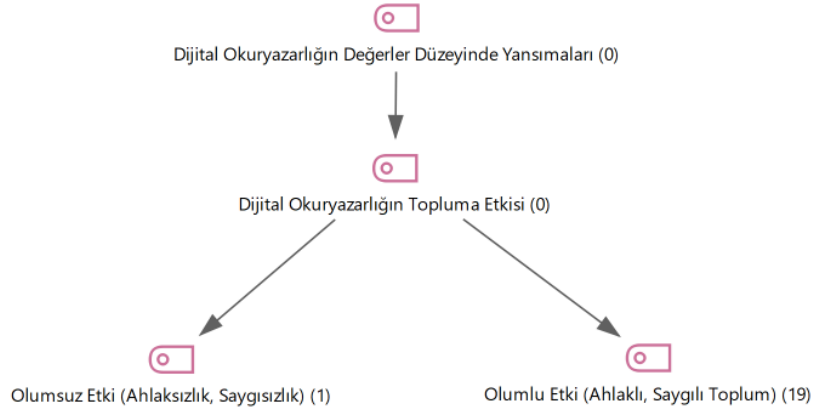 Dijital Okuryazarlığın Değerler Düzeyinde Yansımaları (0)
Dijital Okuryazarlığın Topluma Etkisi (0)
Olumsuz Etki (Ahlaksızlık, Saygısızlık) (1)
Olumlu Etki (Ahlaklı, Saygılı Toplum) (19)